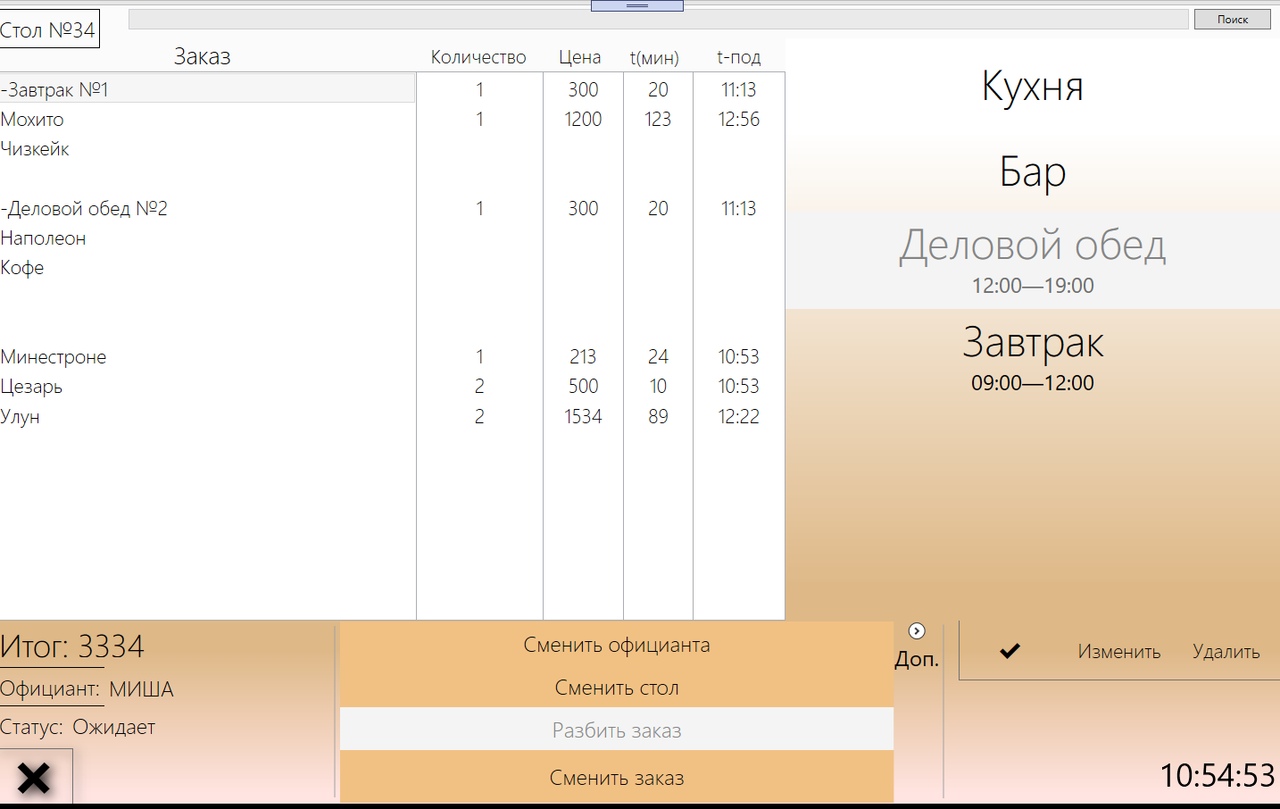 Стол №34
Поиск
Заказ Количество Цена t(мин) t-под
-Завтрак №1 1 300 20 11:13
Мохито 1 1200 123 12:56
Чизкейк
-Деловой обед №2 1 300 20 11:13
Наполеон
Кофе
Минестроне 1 213 24 10:53
Цезарь 2 500 10 10:53
Улун 2 1534 89 12:22
Кухня
Бар
Деловой обед
12:00—19:00
Завтрак
09:00—12:00
Итог: 3334
Официант: МИША
Статус: Ожидает
Сменить официанта
Сменить стол
Разбить заказ
Сменить заказ
Доп.
Изменить Удалить
10:54:53